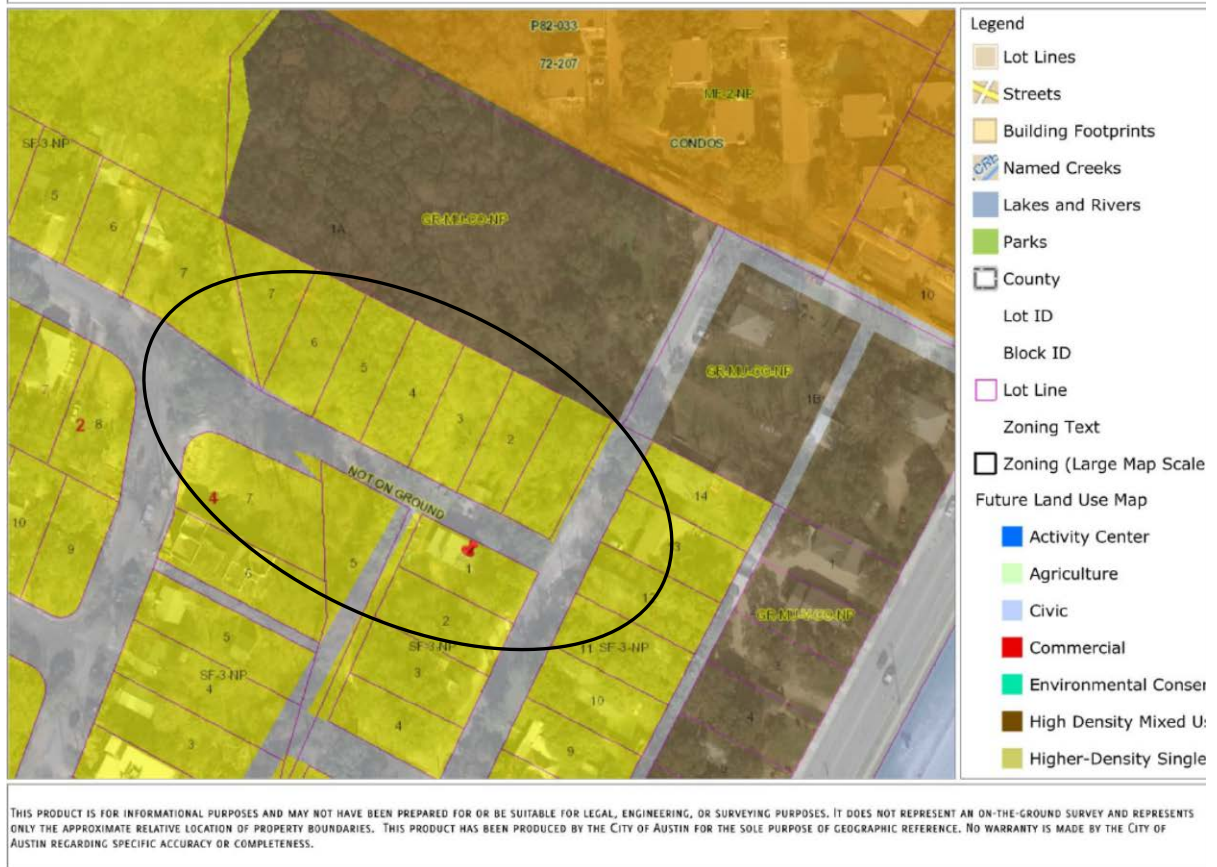 P82-033
72-207
MF-2-NP
CONDOS
SF-3-NP
5
6
7
1A
GR-MU-CO-NP
10
7
6
5
4
3
2
2
GR-MU-CO-NP
1B
7
2
8
NOT ON GROUND
14
4
7
13
10
9
6
5
1
12
1
GR-MU-V-CO-NP
5
2
SF-3-NP
11
SF-3-NP
SF-3-NP
4
3
10
4
3
4
9
Legend
Lot Lines
Streets
Building Footprints
CRE
Named Creeks
Lakes and Rivers
Parks
County
Lot ID
Block ID
Lot Line
Zoning Text
Zoning (Large Map Scale
Future Land Use Map
Activity Center
Agriculture
Civic
Commercial
Environmental Conser
High Density Mixed Us
Higher-Density Single
THIS PRODUCT IS FOR INFORMATIONAL PURPOSES AND MAY NOT HAVE BEEN PREPARED FOR OR BE SUITABLE FOR LEGAL, ENGINEERING, OR SURVEYING PURPOSES. IT DOES NOT REPRESENT AN ON-THE-GROUND SURVEY AND REPRESENTS
ONLY THE APPROXIMATE RELATIVE LOCATION OF PROPERTY BOUNDARIES. THIS PRODUCT HAS BEEN PRODUCED BY THE CITY OF AUSTIN FOR THE SOLE PURPOSE OF GEOGRAPHIC REFERENCE. NO WARRANTY IS MADE BY THE CITY OF
AUSTIN REGARDING SPECIFIC ACCURACY OR COMPLETENESS.